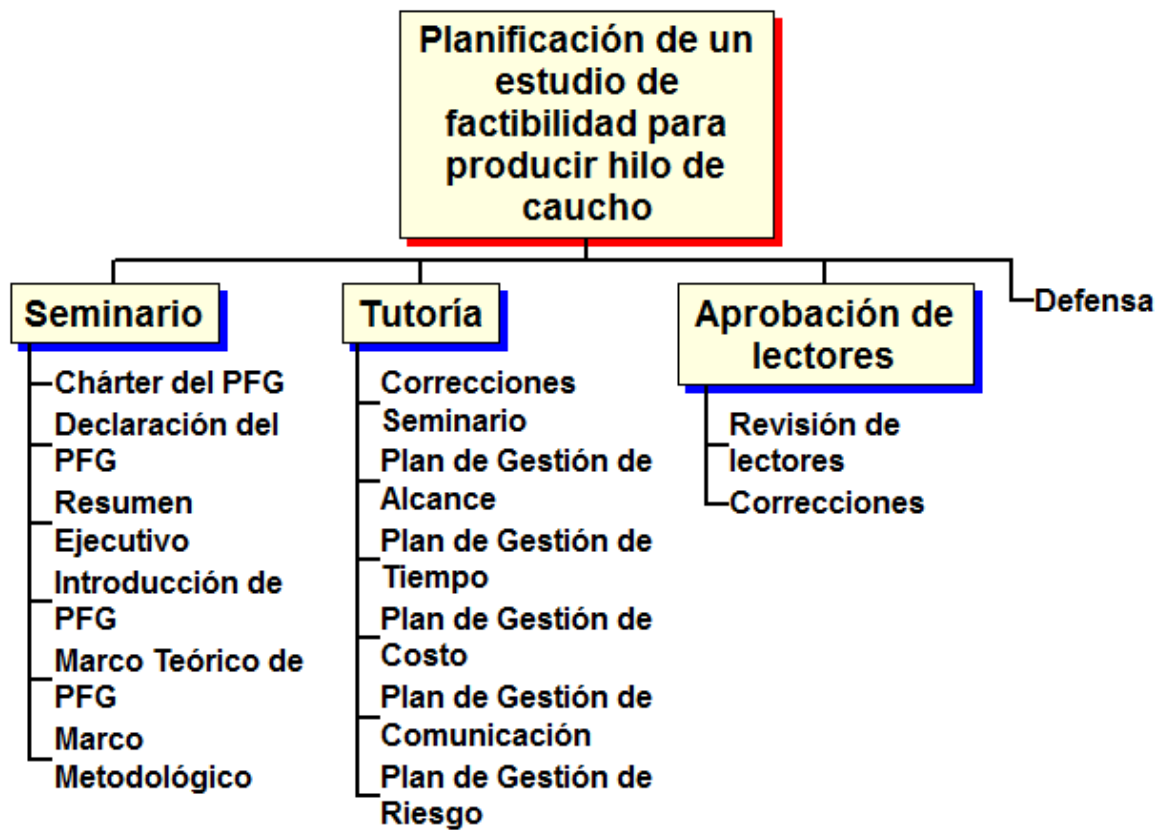 Planificación de un
estudio de
factibilidad para
producir hilo de
caucho
Seminario
Chárter del PFG
Declaración del
PFG
Resumen
Ejecutivo
Introducción de
PFG
Marco Teórico de
PFG
Marco
Metodológico
Tutoría
Correcciones
Seminario
Plan de Gestión de
Alcance
Plan de Gestión de
Tiempo
Plan de Gestión de
Costo
Plan de Gestión de
Comunicación
Plan de Gestión de
Riesgo
Aprobación de
lectores
Revisión de
lectores
Correcciones
Defensa